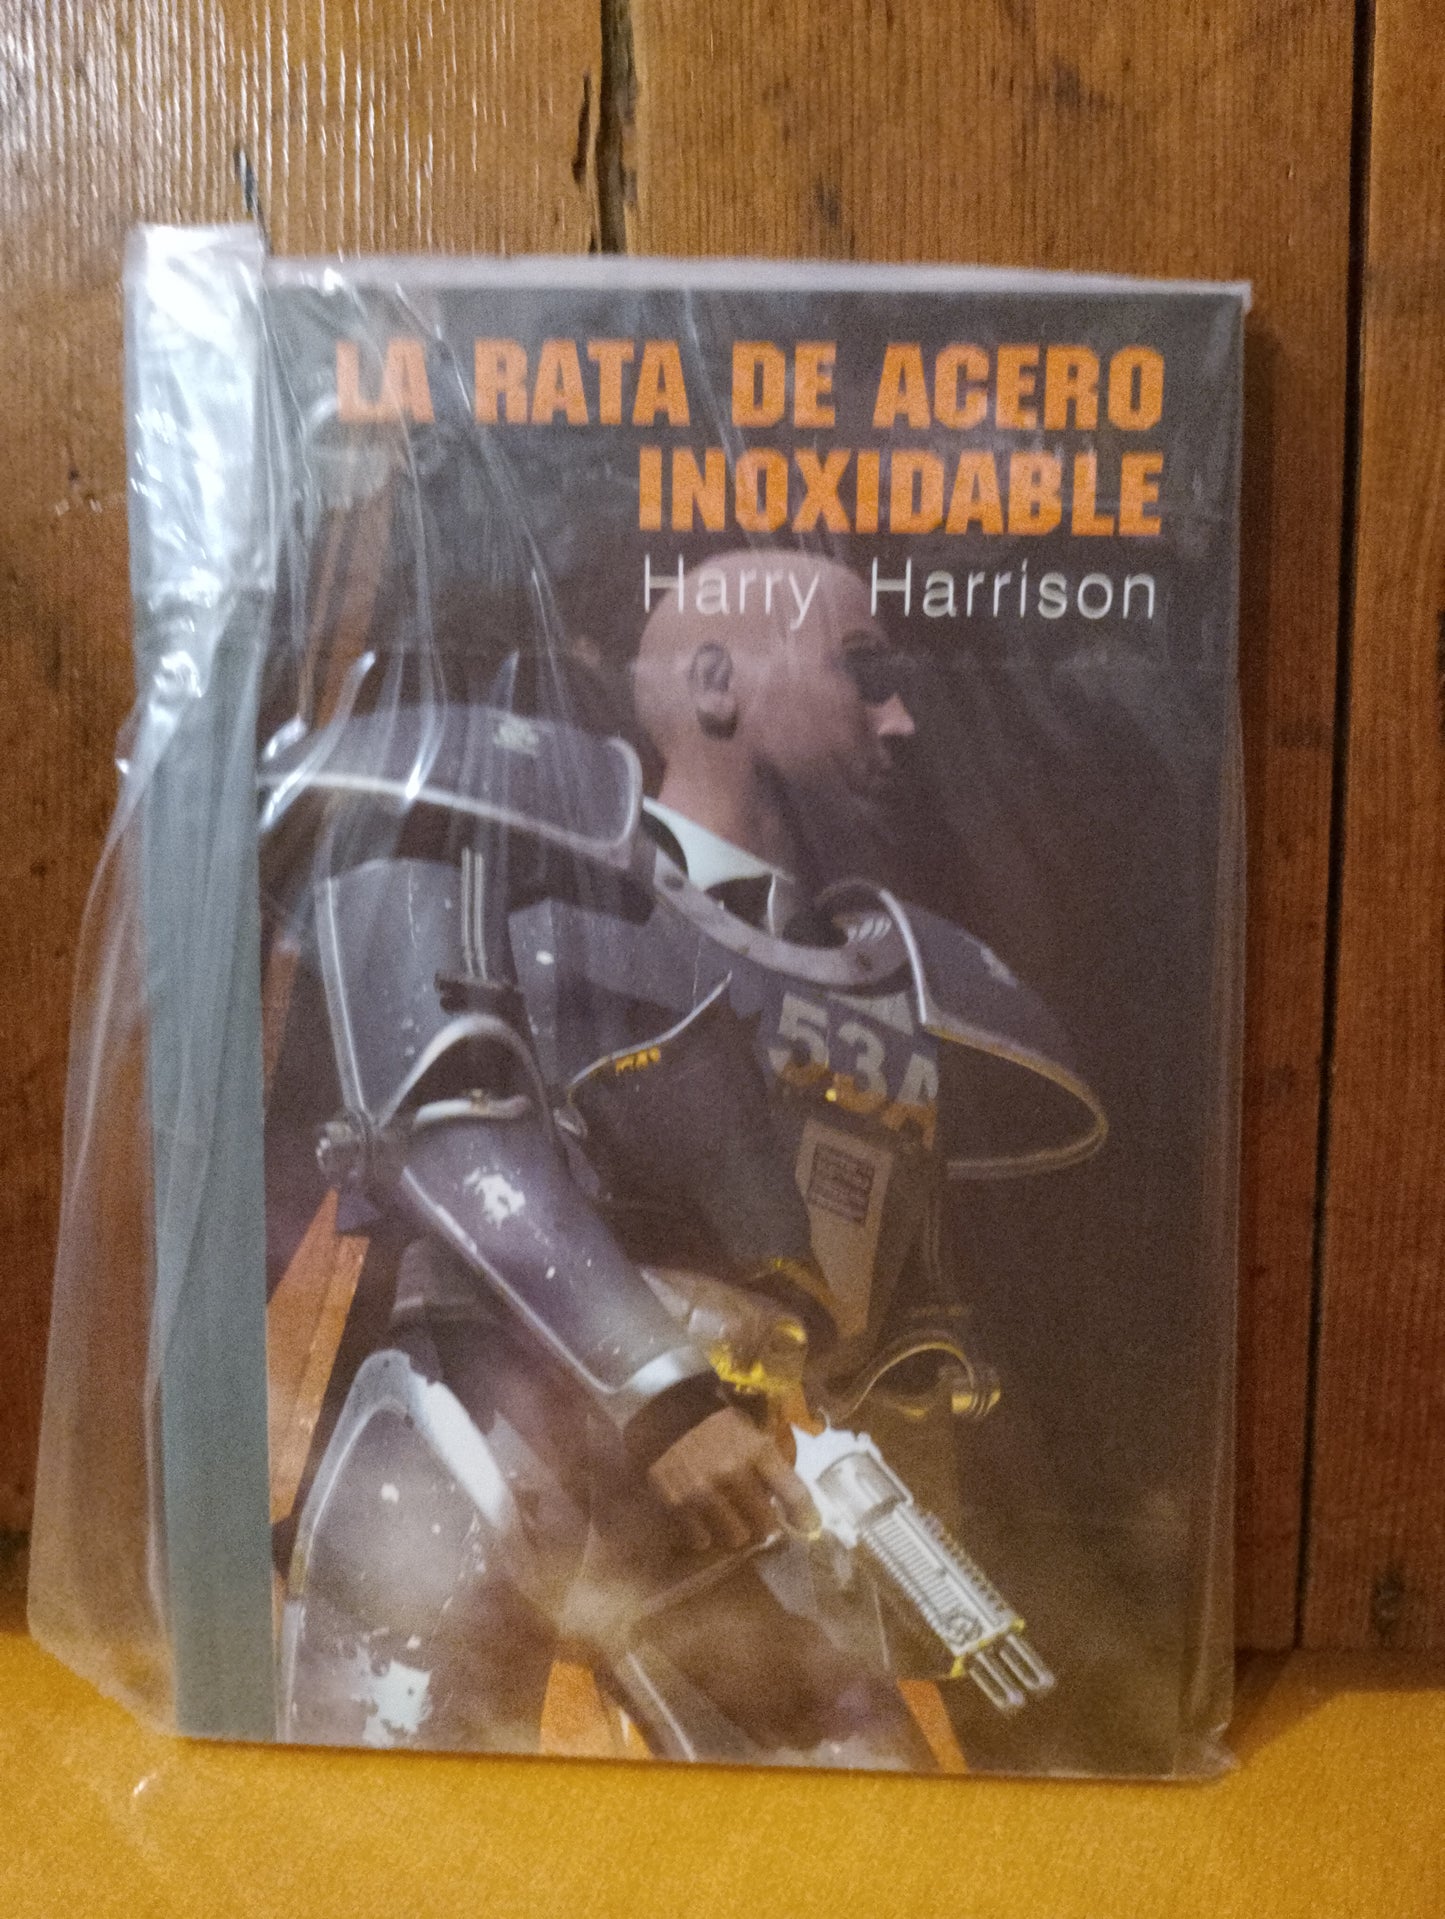 LA RATA DE ACERO
INOXIDABLE
Harry Harrison
53A